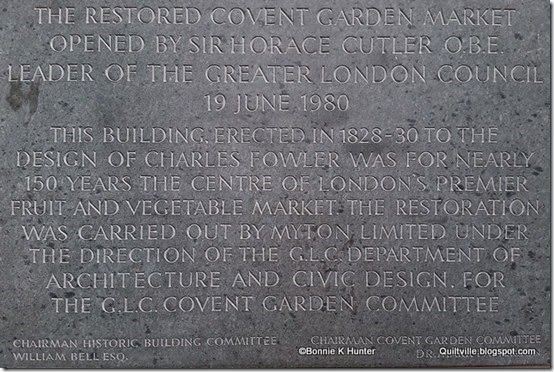 THE RESTORED COVENT GARDEN MARKET
OPENED BY SIR HORACE CUTLER O.B.E.
LEADER OF THE GREATER LONDON COUNCIL
19 JUNE 1980
THIS BUILDING, ERECTED IN 1828-30 TO THE
DESIGN OF CHARLES FOWLER WAS FOR NEARLY
150 YEARS THE CENTRE OF LONDON'S PREMIER
FRUIT AND VEGETABLE MARKET. THE RESTORATION
WAS CARRIED OUT BY MYTON LIMITED UNDER
THE DIRECTION OF THE G.L.C. DEPARTMENT OF
ARCHITECTURE AND CIVIC DESIGN, FOR
THE G.L.C. COVENT GARDEN COMMITTEE
CHAIRMAN HISTORIC BUILDING COMMITTEE
WILLIAM BELL ESQ.
CHAIRMAN COVENT GARDEN COMMITTEE
DR.
©Bonnie K Hunter Quiltville.blogspot.com